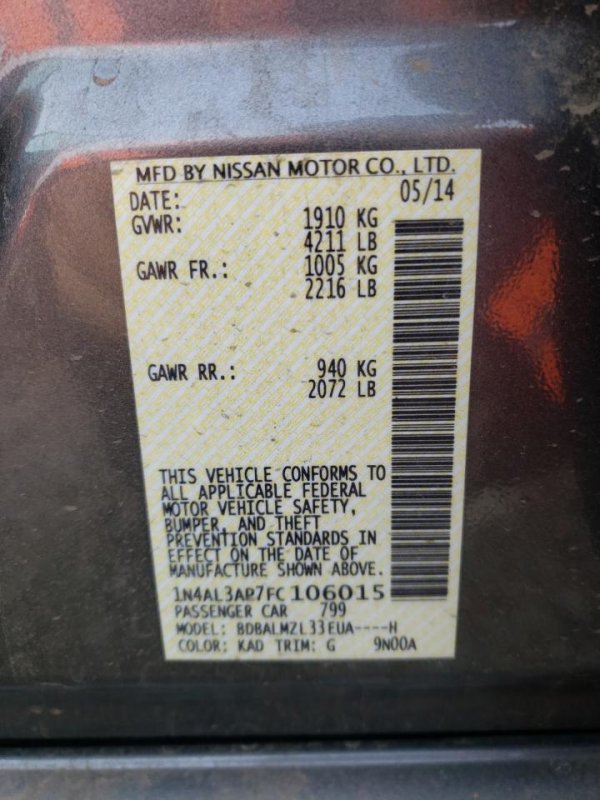 MFD BY NISSAN MOTOR CO., LTD.
DATE: 05/14
GVWR: 1910 KG
4211 LB
GAWR FR.: 1005 KG
2216 LB
GAWR RR.: 940 KG
2072 LB
THIS VEHICLE CONFORMS TO
ALL APPLICABLE FEDERAL
MOTOR VEHICLE SAFETY,
BUMPER, AND THEFT
PREVENTION STANDARDS IN
EFFECT ON THE DATE OF
MANUFACTURE SHOWN ABOVE.
1N4AL3AP7FC106015
PASSENGER CAR 799
MODEL: BDBALMZL33EUA----H
COLOR: KAD TRIM: G 9N00A